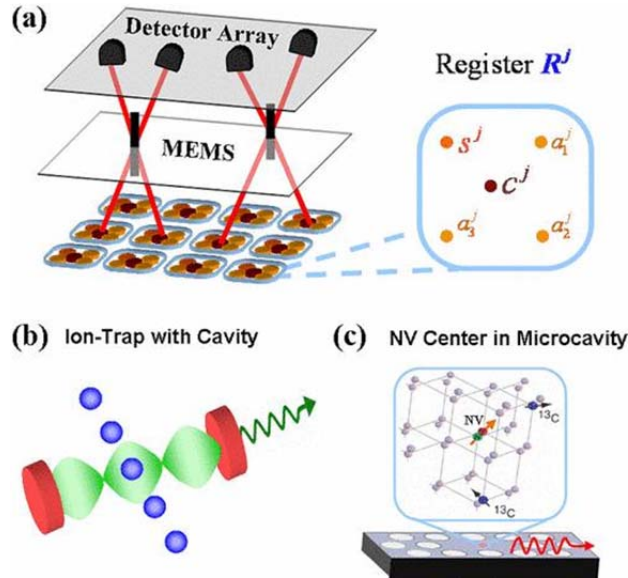 (a)
Detector Array
MEMS
Register R^j
s^j
a_1^j
c^j
a_3^j
a_2^j
(b) Ion-Trap with Cavity
(c) NV Center in Microcavity
NV
13C
13C